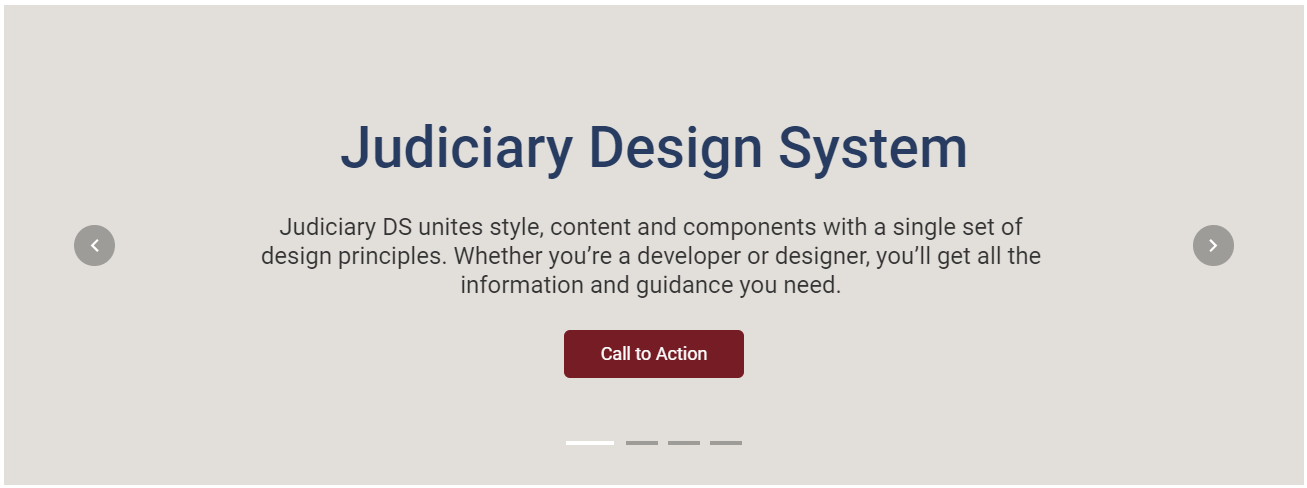 Judiciary Design System
Judiciary DS unites style, content and components with a single set of
design principles. Whether you’re a developer or designer, you’ll get all the
information and guidance you need.
Call to Action